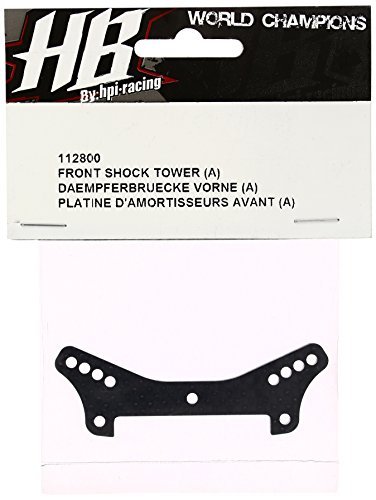 WORLD CHAMPIONS
HB
By:hpi-racing
112800
FRONT SHOCK TOWER (A)
DAEMPFERBRUECKE VORNE (A)
PLATINE D'AMORTISSEURS AVANT (A)